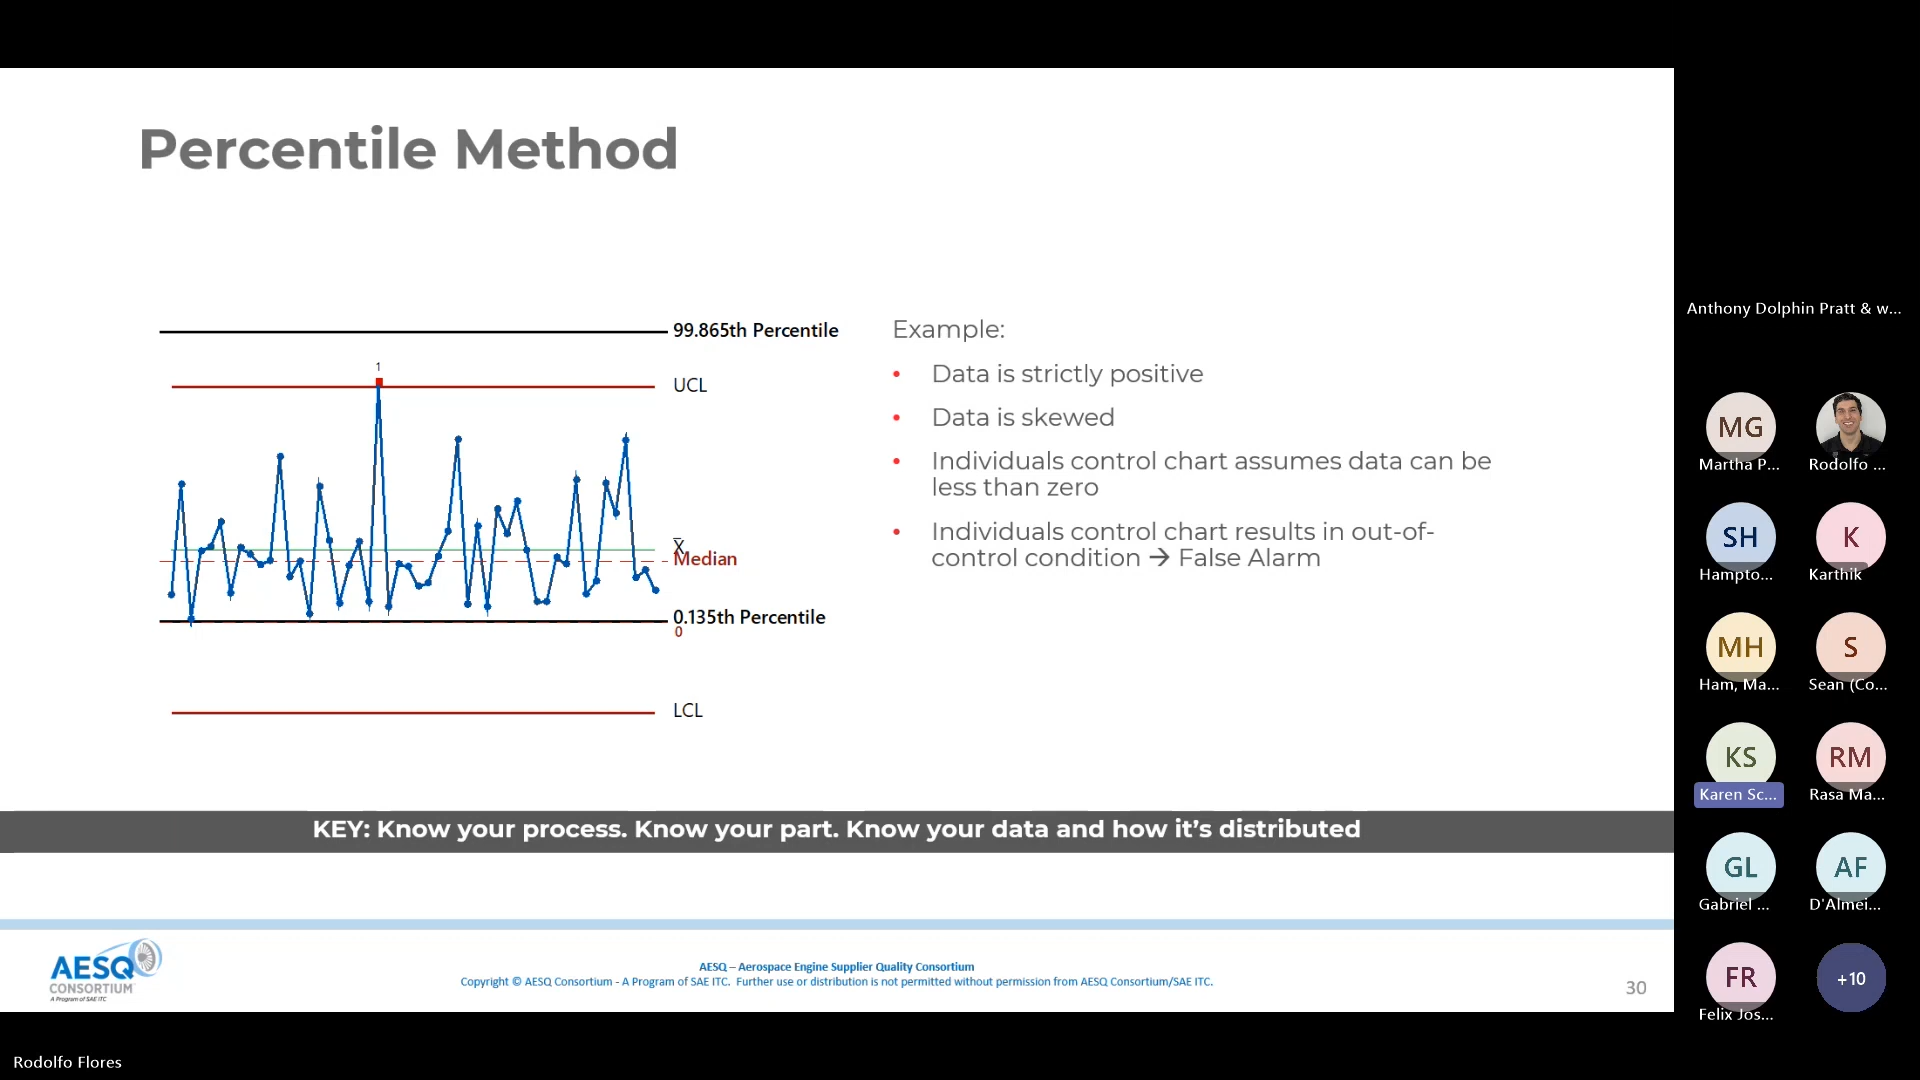 Percentile Method
99.865th Percentile
1
UCL
X̄
Median
0.135th Percentile
0
LCL
Example:
• Data is strictly positive
• Data is skewed
• Individuals control chart assumes data can be
less than zero
• Individuals control chart results in out-of-
control condition → False Alarm
KEY: Know your process. Know your part. Know your data and how it's distributed
AESQ
CONSORTIUM
A Program of SAE ITC
AESQ – Aerospace Engine Supplier Quality Consortium
Copyright © AESQ Consortium - A Program of SAE ITC. Further use or distribution is not permitted without permission from AESQ Consortium/SAE ITC.
30
Anthony Dolphin Pratt & w...
MG
Martha P...
Rodolfo ...
SH
Hampto...
K
Karthik
MH
Ham, Ma...
S
Sean (Co...
KS
Karen Sc...
RM
Rasa Ma...
GL
Gabriel ...
AF
D'Almei...
FR
Felix Jos...
+10
Rodolfo Flores